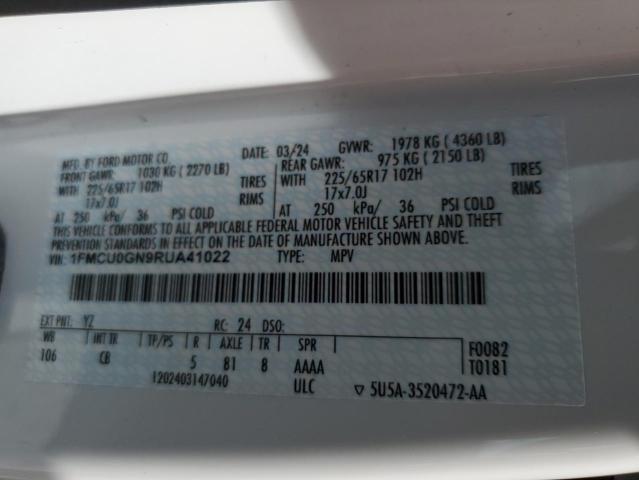 MFD. BY FORD MOTOR CO. DATE: 03/24 GVWR: 1978 KG ( 4360 LB)
FRONT GAWR: 1030 KG ( 2270 LB) REAR GAWR: 975 KG ( 2150 LB)
WITH 225/65R17 102H TIRES WITH 225/65R17 102H TIRES
17x7.0J RIMS 17x7.0J RIMS
AT 250 kPa/ 36 PSI COLD AT 250 kPa/ 36 PSI COLD
THIS VEHICLE CONFORMS TO ALL APPLICABLE FEDERAL MOTOR VEHICLE SAFETY AND THEFT
PREVENTION STANDARDS IN EFFECT ON THE DATE OF MANUFACTURE SHOWN ABOVE.
VIN: 1FMCU0GN9RUA41022 TYPE: MPV
EXT PNT: YZ RC: 24 DSO:
WB INT TR TP/PS R AXLE TR SPR F0082
106 CB 5 81 8 AAAA T0181
1202403147040 ULC ▽ 5U5A-3520472-AA